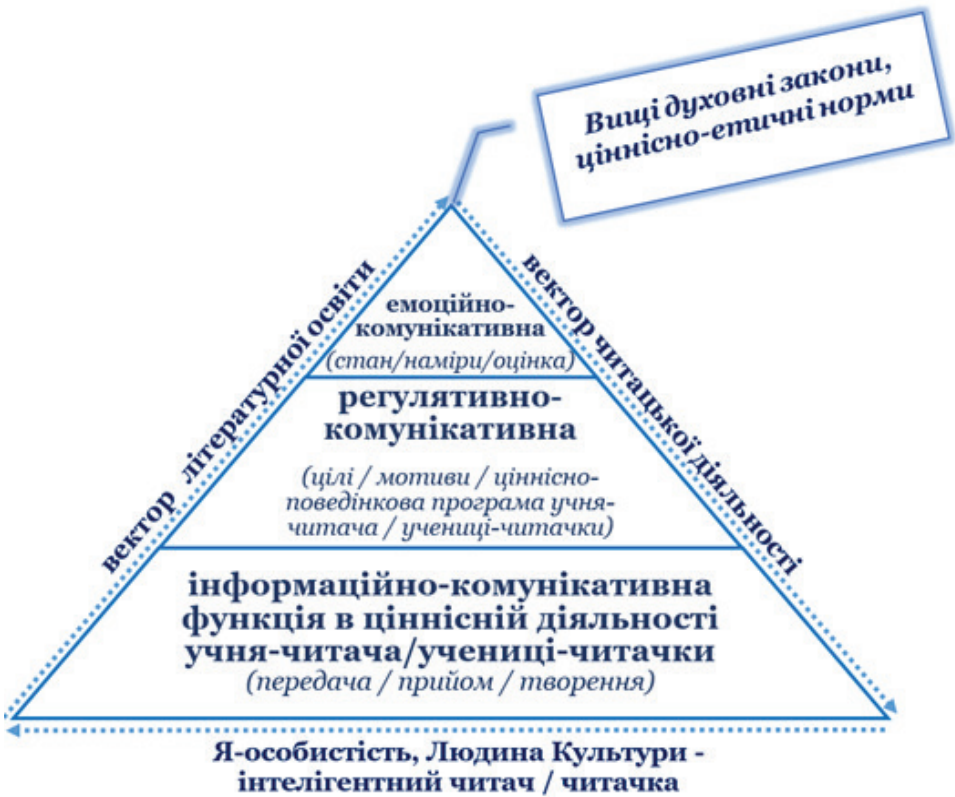 Вищі духовні закони,
ціннісно-етичні норми
вектор літературної освіти
вектор читацької діяльності
емоційно-
комунікативна
(стан/наміри/оцінка)
регулятивно-
комунікативна
(цілі / мотиви / ціннісно-
поведінкова програма учня-
читача / учениці-читачки)
інформаційно-комунікативна
функція в ціннісній діяльності
учня-читача/учениці-читачки
(передача / прийом / творення)
Я-особистість, Людина Культури -
інтелігентний читач / читачка